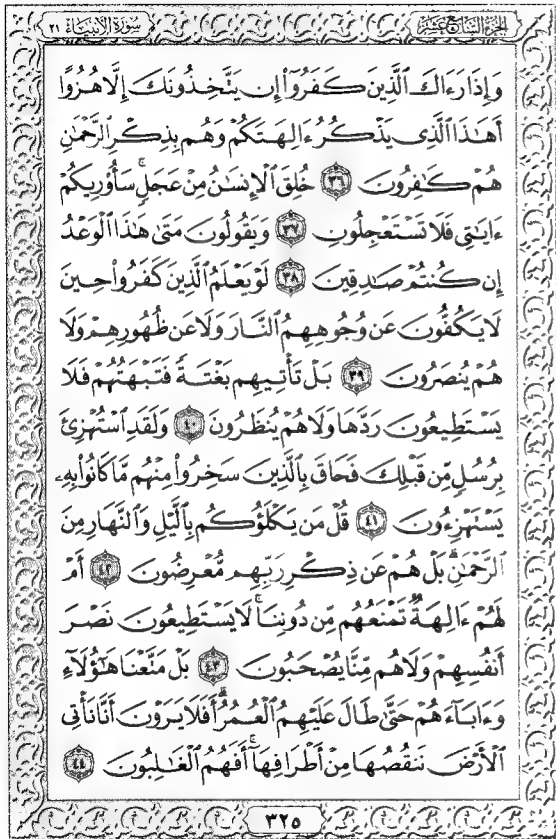 الجزء السابع عشر
سورة الأنبياء ٢١
وَإِذَا رَءَاكَ ٱلَّذِينَ كَفَرُوٓا۟ إِن يَتَّخِذُونَكَ إِلَّا هُزُوًا
أَهَٰذَا ٱلَّذِى يَذْكُرُ ءَالِهَتَكُمْ وَهُم بِذِكْرِ ٱلرَّحْمَٰنِ
هُمْ كَٰفِرُونَ ٣٦ خُلِقَ ٱلْإِنسَٰنُ مِنْ عَجَلٍ ۚ سَأُو۟رِيكُمْ
ءَايَٰتِى فَلَا تَسْتَعْجِلُونِ ٣٧ وَيَقُولُونَ مَتَىٰ هَٰذَا ٱلْوَعْدُ
إِن كُنتُمْ صَٰدِقِينَ ٣٨ لَوْ يَعْلَمُ ٱلَّذِينَ كَفَرُوا۟ حِينَ
لَا يَكُفُّونَ عَن وُجُوهِهِمُ ٱلنَّارَ وَلَا عَن ظُهُورِهِمْ وَلَا
هُمْ يُنصَرُونَ ٣٩ بَلْ تَأْتِيهِم بَغْتَةً فَتَبْهَتُهُمْ فَلَا
يَسْتَطِيعُونَ رَدَّهَا وَلَا هُمْ يُنظَرُونَ ٤٠ وَلَقَدِ ٱسْتُهْزِئَ
بِرُسُلٍ مِّن قَبْلِكَ فَحَاقَ بِٱلَّذِينَ سَخِرُوا۟ مِنْهُم مَّا كَانُوا۟ بِهِۦ
يَسْتَهْزِءُونَ ٤١ قُلْ مَن يَكْلَؤُكُم بِٱلَّيْلِ وَٱلنَّهَارِ مِنَ
ٱلرَّحْمَٰنِ ۗ بَلْ هُمْ عَن ذِكْرِ رَبِّهِم مُّعْرِضُونَ ٤٢ أَمْ
لَهُمْ ءَالِهَةٌ تَمْنَعُهُم مِّن دُونِنَا ۚ لَا يَسْتَطِيعُونَ نَصْرَ
أَنفُسِهِمْ وَلَا هُم مِّنَّا يُصْحَبُونَ ٤٣ بَلْ مَتَّعْنَا هَٰٓؤُلَآءِ
وَءَابَآءَهُمْ حَتَّىٰ طَالَ عَلَيْهِمُ ٱلْعُمُرُ ۗ أَفَلَا يَرَوْنَ أَنَّا نَأْتِى
ٱلْأَرْضَ نَنقُصُهَا مِنْ أَطْرَافِهَآ ۚ أَفَهُمُ ٱلْغَٰلِبُونَ ٤٤
٣٢٥